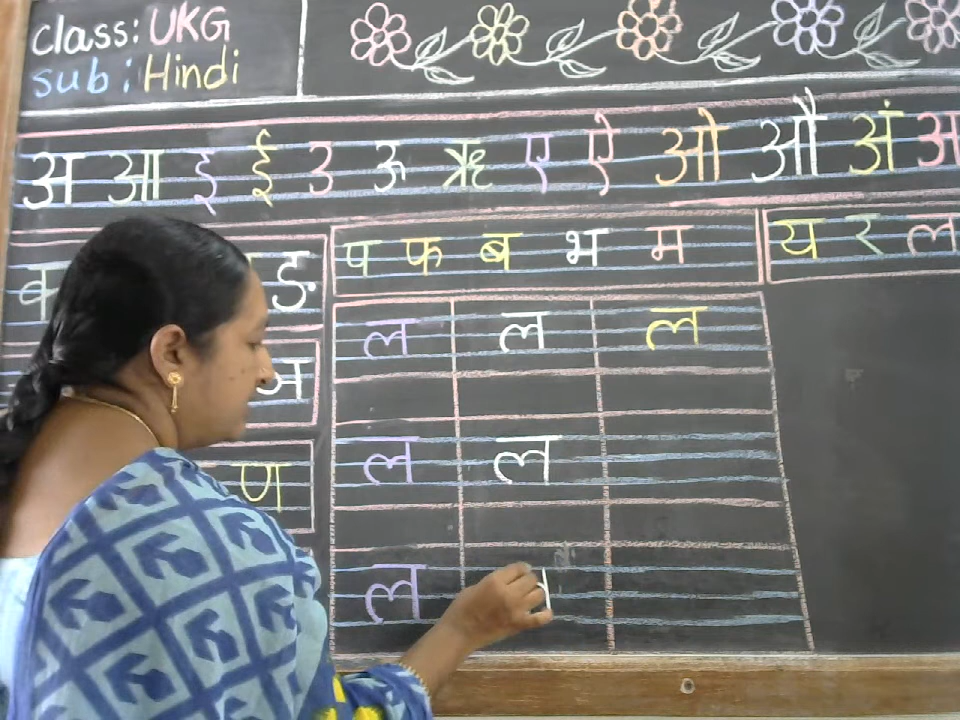 class: UKG
sub: Hindi
अ आ इ ई उ ऊ ऋ ए ऐ ओ औ अं
प फ ब भ म
य र ल
ङ
ल ल ल
ञ
ल ल
ण
ल